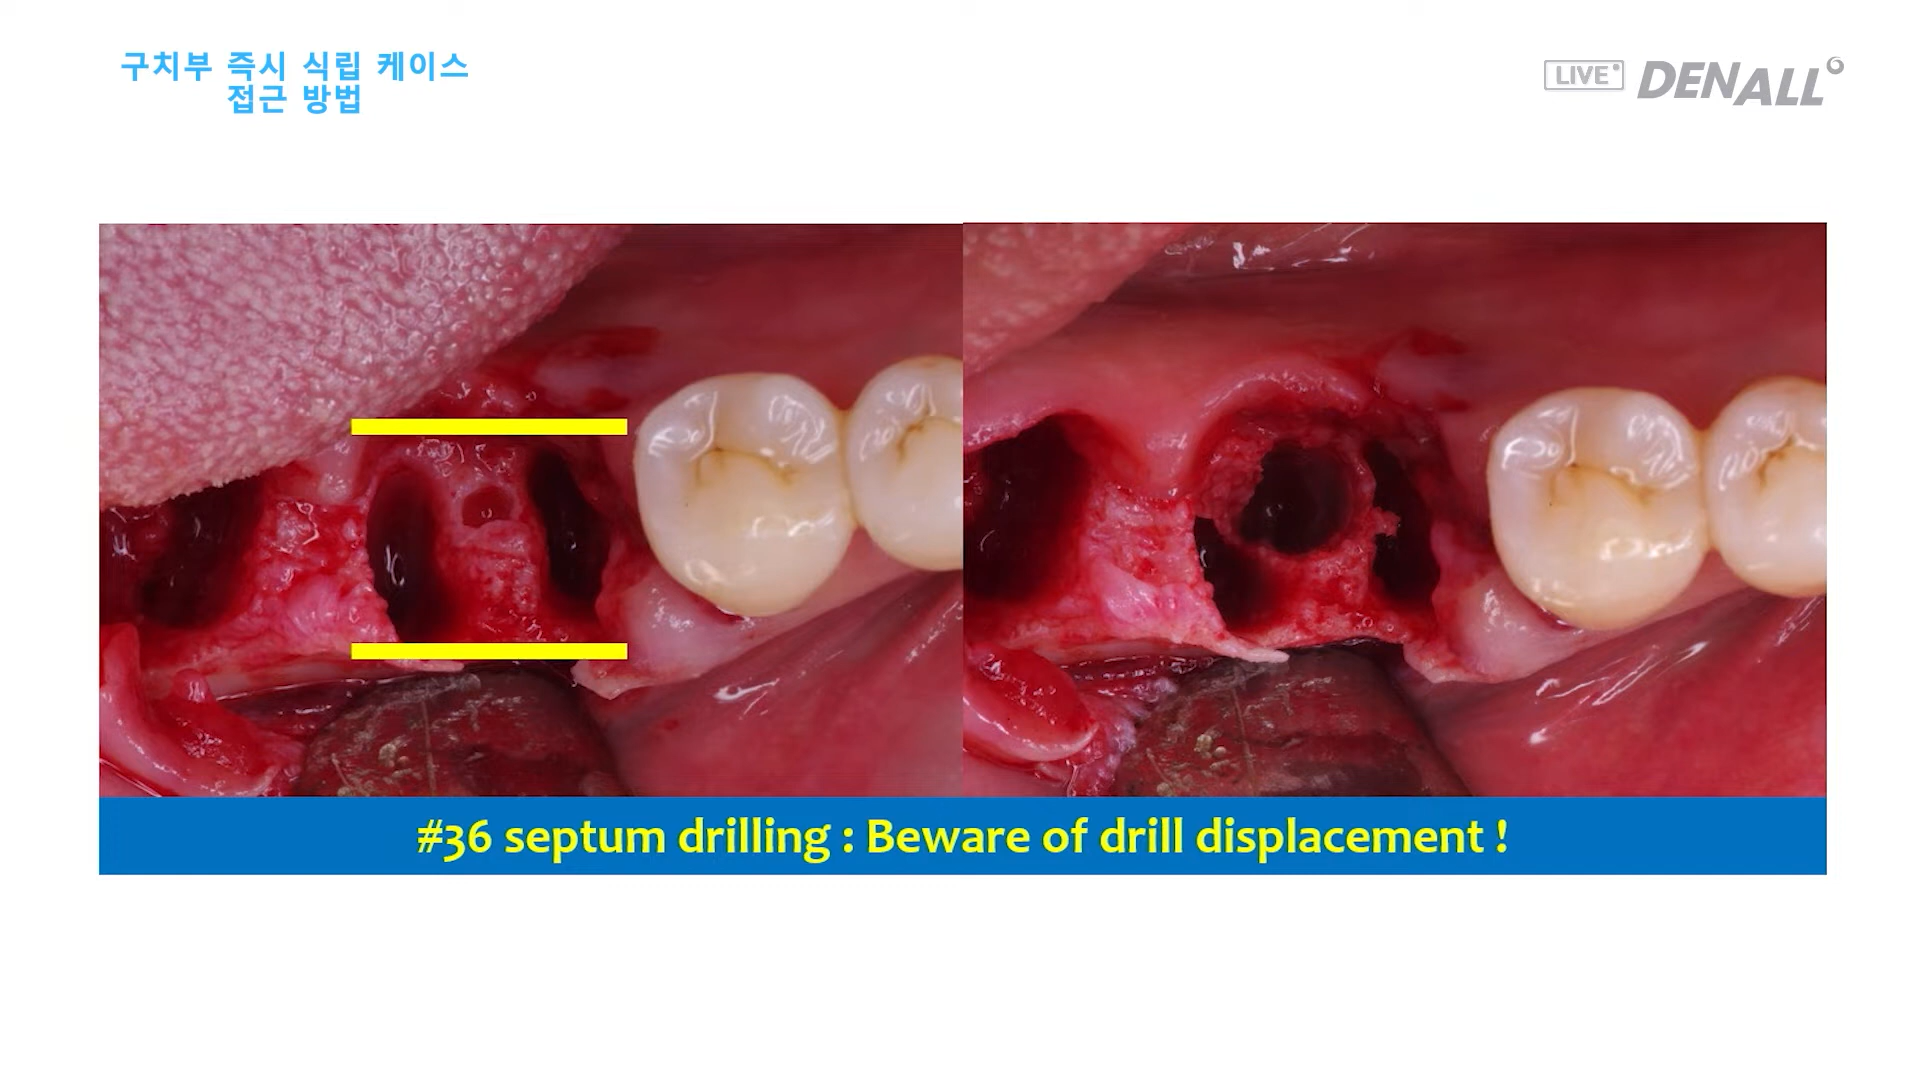 구치부 즉시 식립 케이스
접근 방법
LIVE DENALL
#36 septum drilling : Beware of drill displacement !